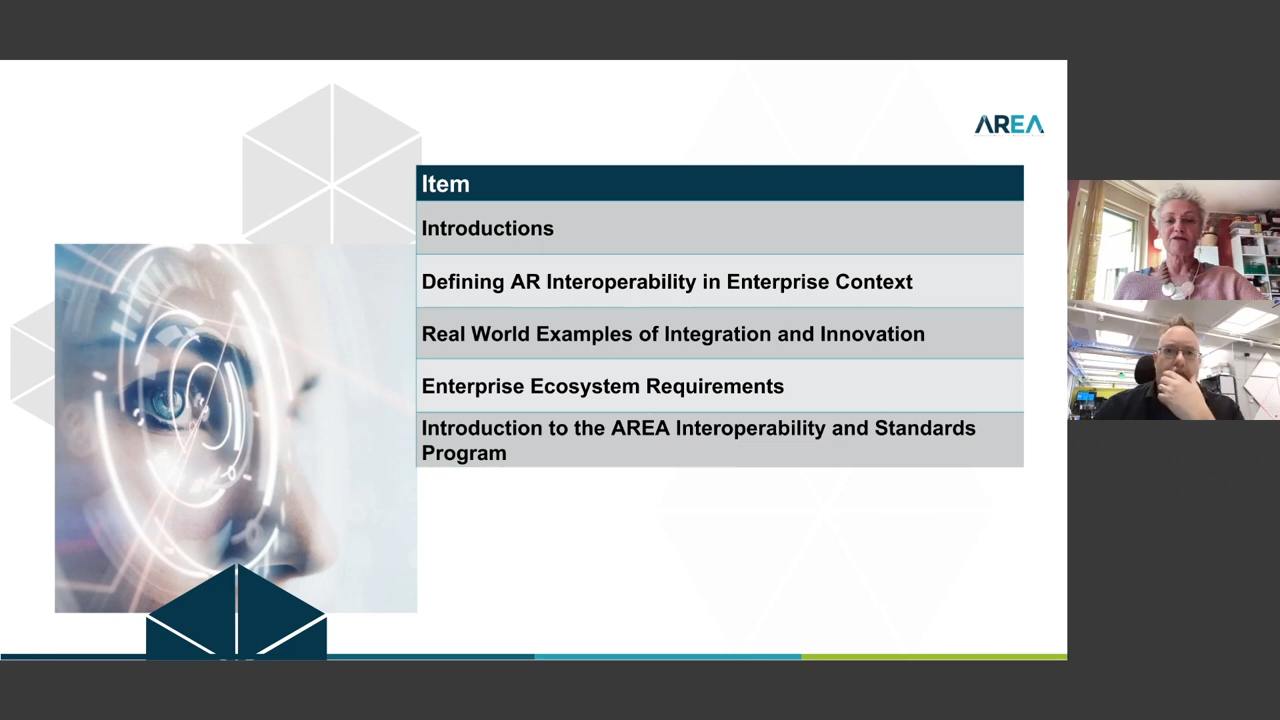 AREA
Item
Introductions
Defining AR Interoperability in Enterprise Context
Real World Examples of Integration and Innovation
Enterprise Ecosystem Requirements
Introduction to the AREA Interoperability and Standards
Program